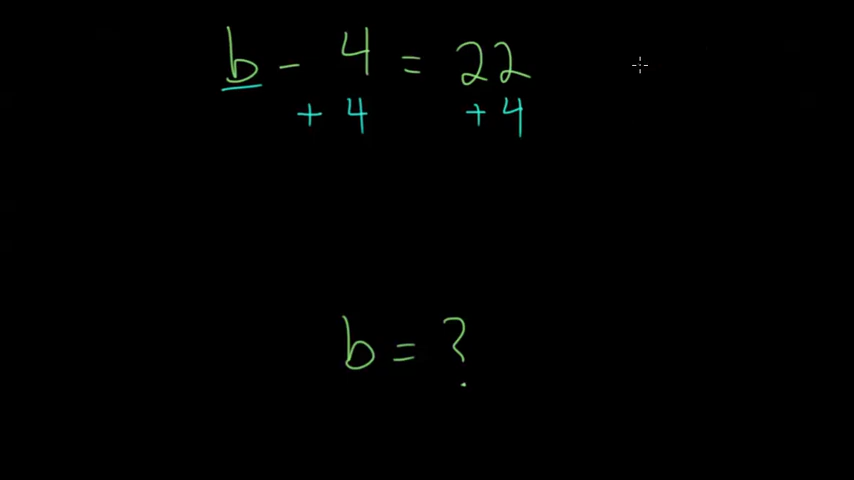 b - 4 = 22
+ 4 + 4
b = ?